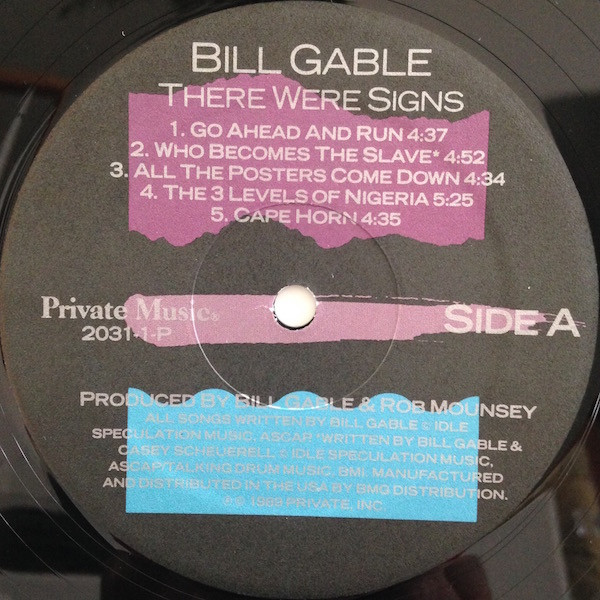 BILL GABLE
THERE WERE SIGNS
1. GO AHEAD AND RUN 4:37
2. WHO BECOMES THE SLAVE* 4:52
3. ALL THE POSTERS COME DOWN 4:34
4. THE 3 LEVELS OF NIGERIA 5:25
5. CAPE HORN 4:35
Private Music®
2031-1-P
SIDE A
PRODUCED BY BILL GABLE & ROB MOUNSEY
ALL SONGS WRITTEN BY BILL GABLE © IDLE
SPECULATION MUSIC, ASCAP *WRITTEN BY BILL GABLE &
CASEY SCHEUERELL © IDLE SPECULATION MUSIC,
ASCAP/TALKING DRUM MUSIC, BMI. MANUFACTURED
AND DISTRIBUTED IN THE USA BY BMG DISTRIBUTION.
℗© 1989 PRIVATE, INC.